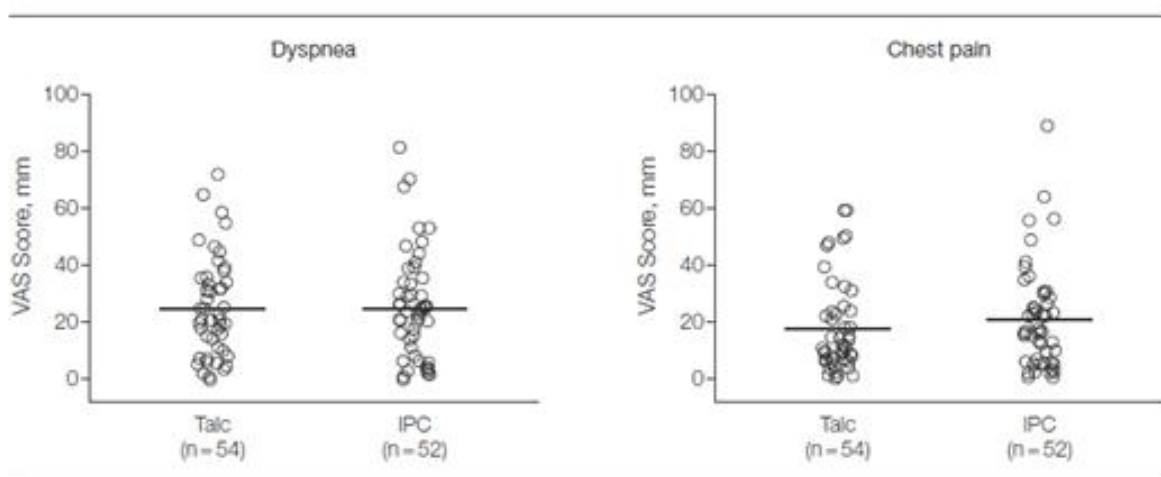 Dyspnea
VAS Score, mm
100
80
60
40
20
0
Talc
(n = 54)
IPC
(n = 52)
Chest pain
VAS Score, mm
100
80
60
40
20
0
Talc
(n = 54)
IPC
(n = 52)